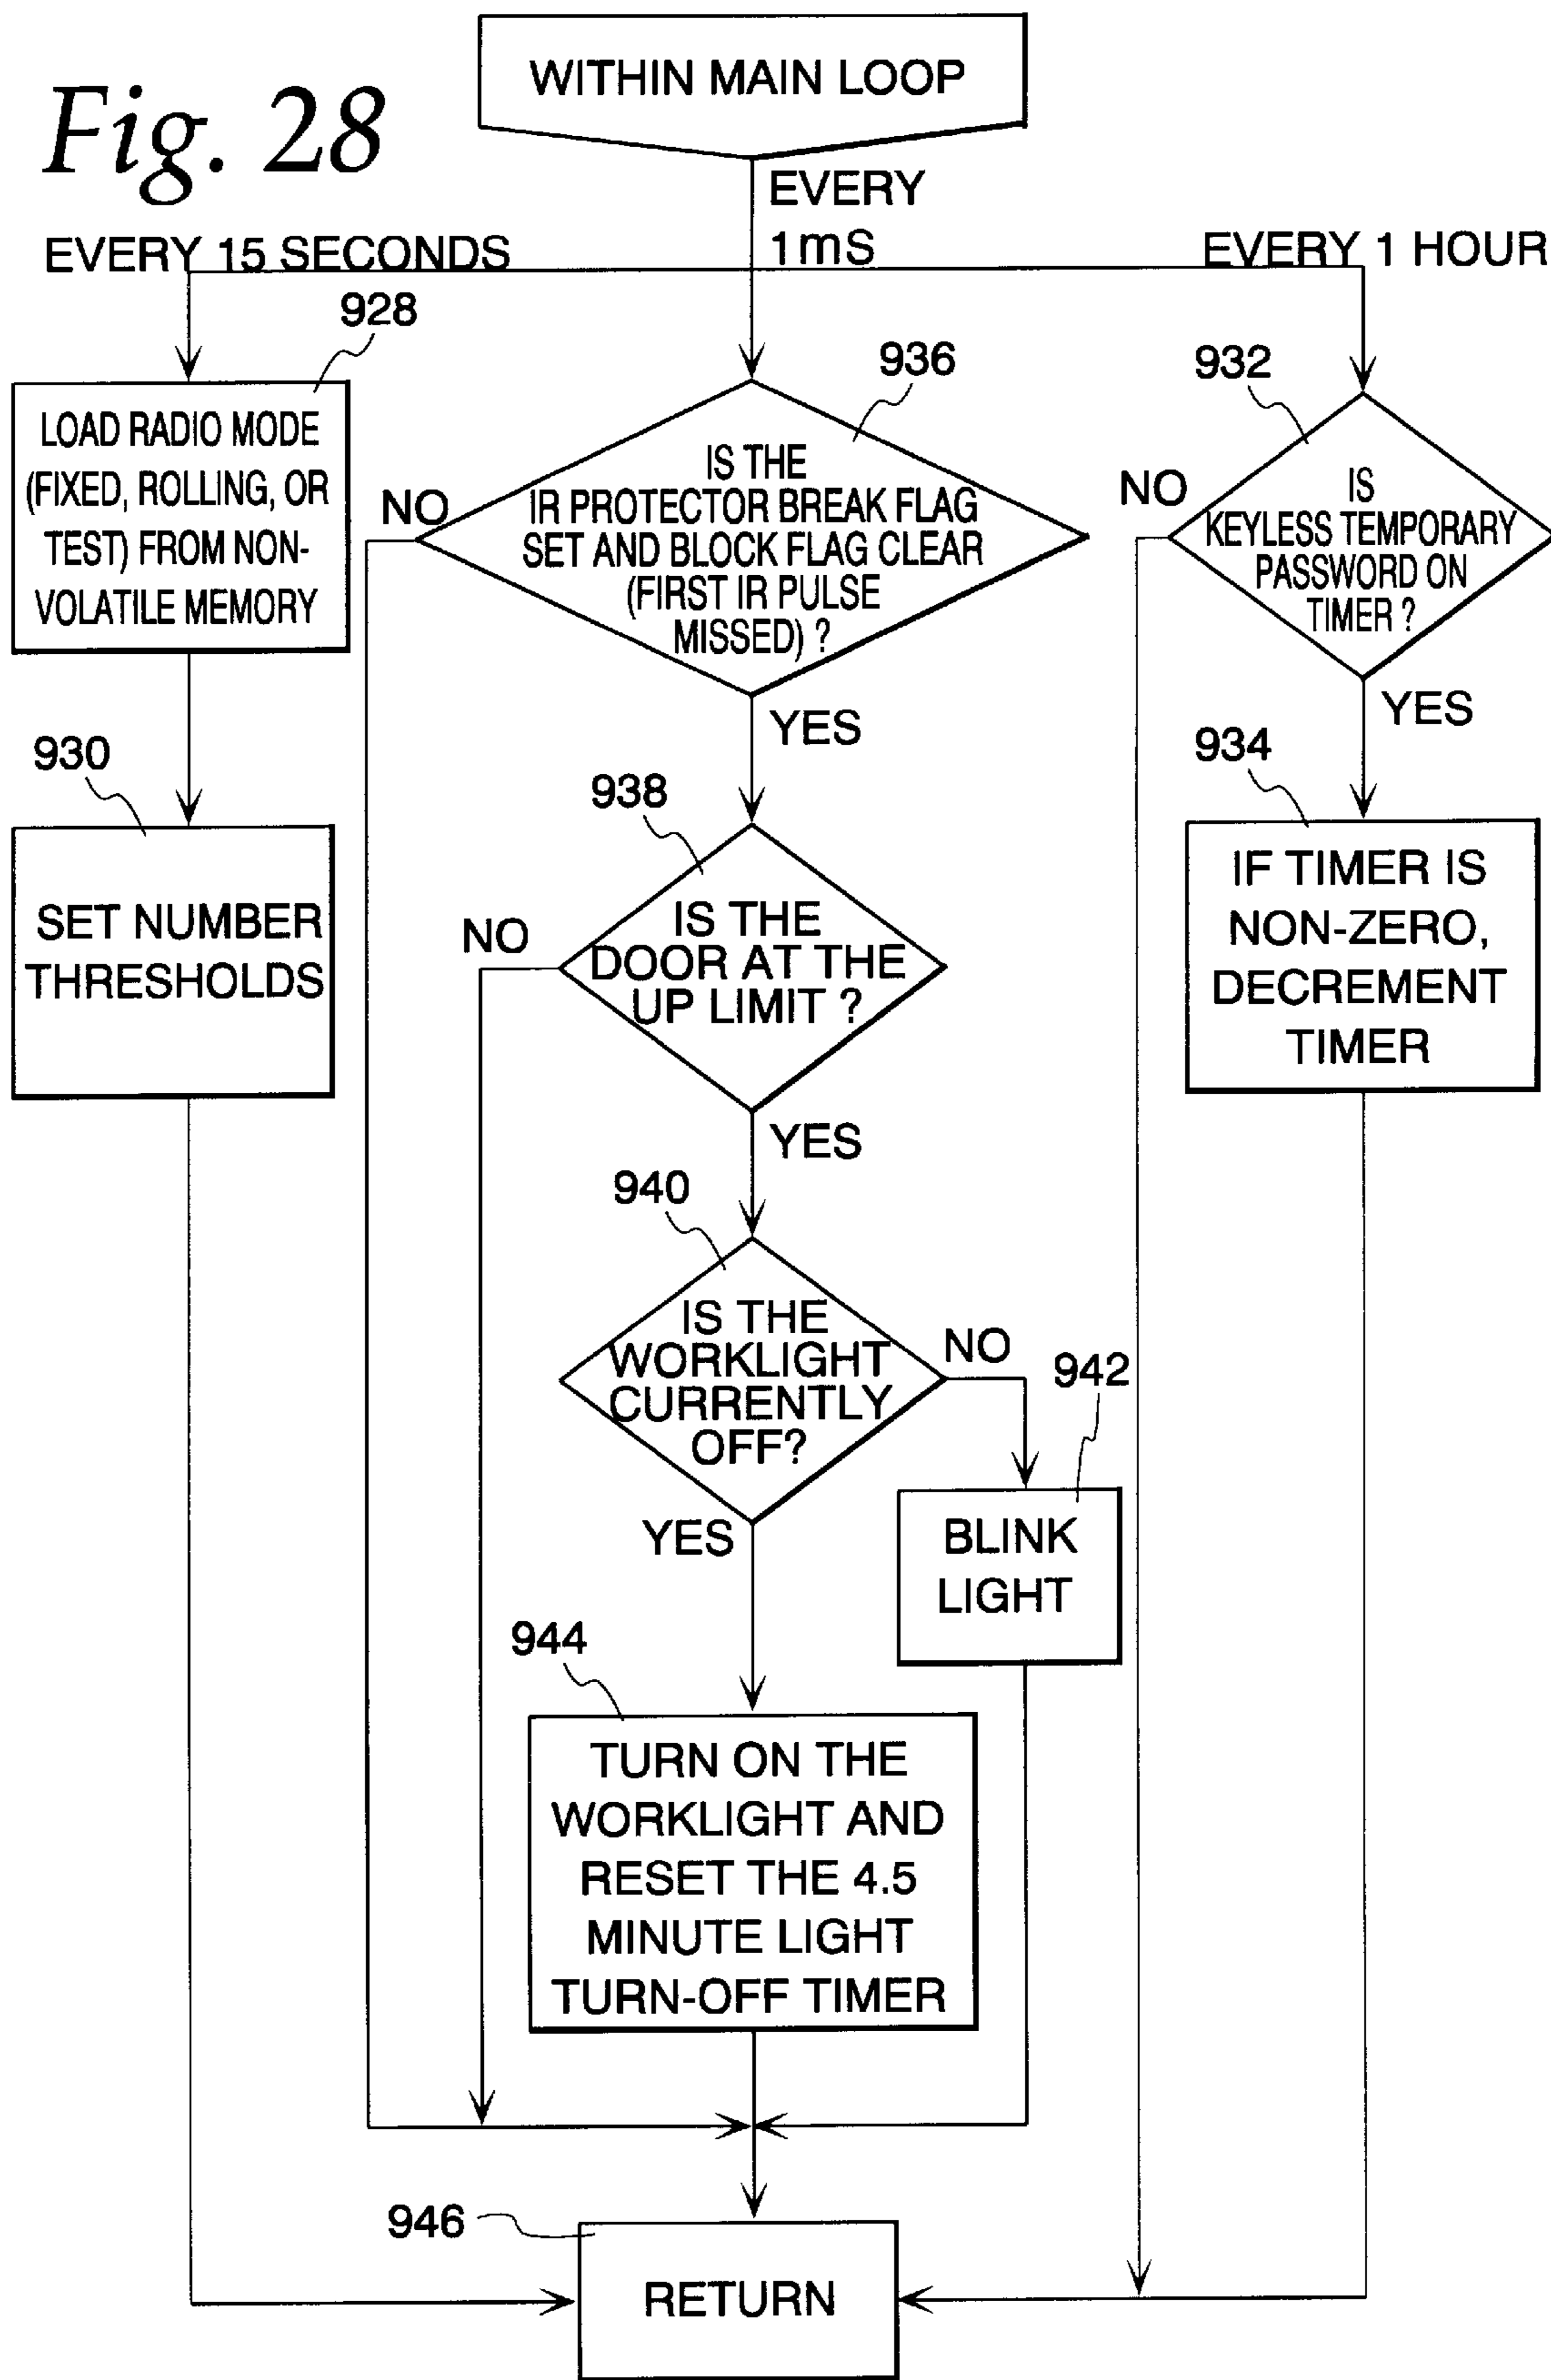 Fig. 28
WITHIN MAIN LOOP
EVERY
1mS
EVERY 15 SECONDS
EVERY 1 HOUR
928
LOAD RADIO MODE
(FIXED, ROLLING, OR
TEST) FROM NON-
VOLATILE MEMORY
930
SET NUMBER
THRESHOLDS
936
IS THE
IR PROTECTOR BREAK FLAG
SET AND BLOCK FLAG CLEAR
(FIRST IR PULSE
MISSED) ?
NO
YES
938
IS THE
DOOR AT THE
UP LIMIT ?
NO
YES
940
IS THE
WORKLIGHT
CURRENTLY
OFF?
NO
YES
942
BLINK
LIGHT
944
TURN ON THE
WORKLIGHT AND
RESET THE 4.5
MINUTE LIGHT
TURN-OFF TIMER
932
IS
KEYLESS TEMPORARY
PASSWORD ON
TIMER ?
NO
YES
934
IF TIMER IS
NON-ZERO,
DECREMENT
TIMER
946
RETURN